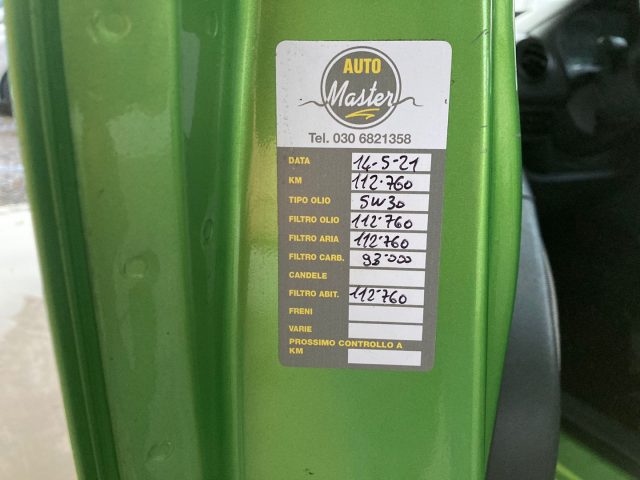 AUTO
Master
Tel. 030 6821358
DATA 14-5-21
KM 112.760
TIPO OLIO 5W30
FILTRO OLIO 112.760
FILTRO ARIA 112.760
FILTRO CARB. 93.000
CANDELE
FILTRO ABIT. 112.760
FRENI
VARIE
PROSSIMO CONTROLLO A
KM